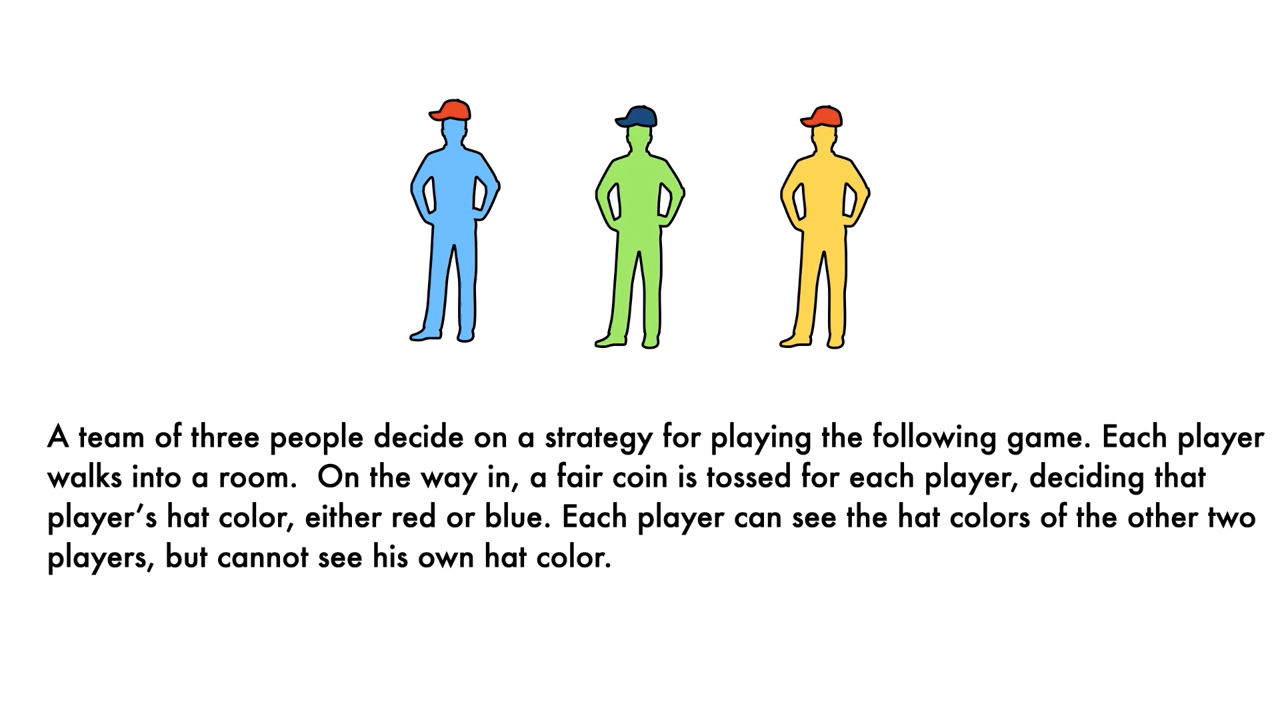 A team of three people decide on a strategy for playing the following game. Each player
walks into a room.  On the way in, a fair coin is tossed for each player, deciding that
player’s hat color, either red or blue. Each player can see the hat colors of the other two
players, but cannot see his own hat color.